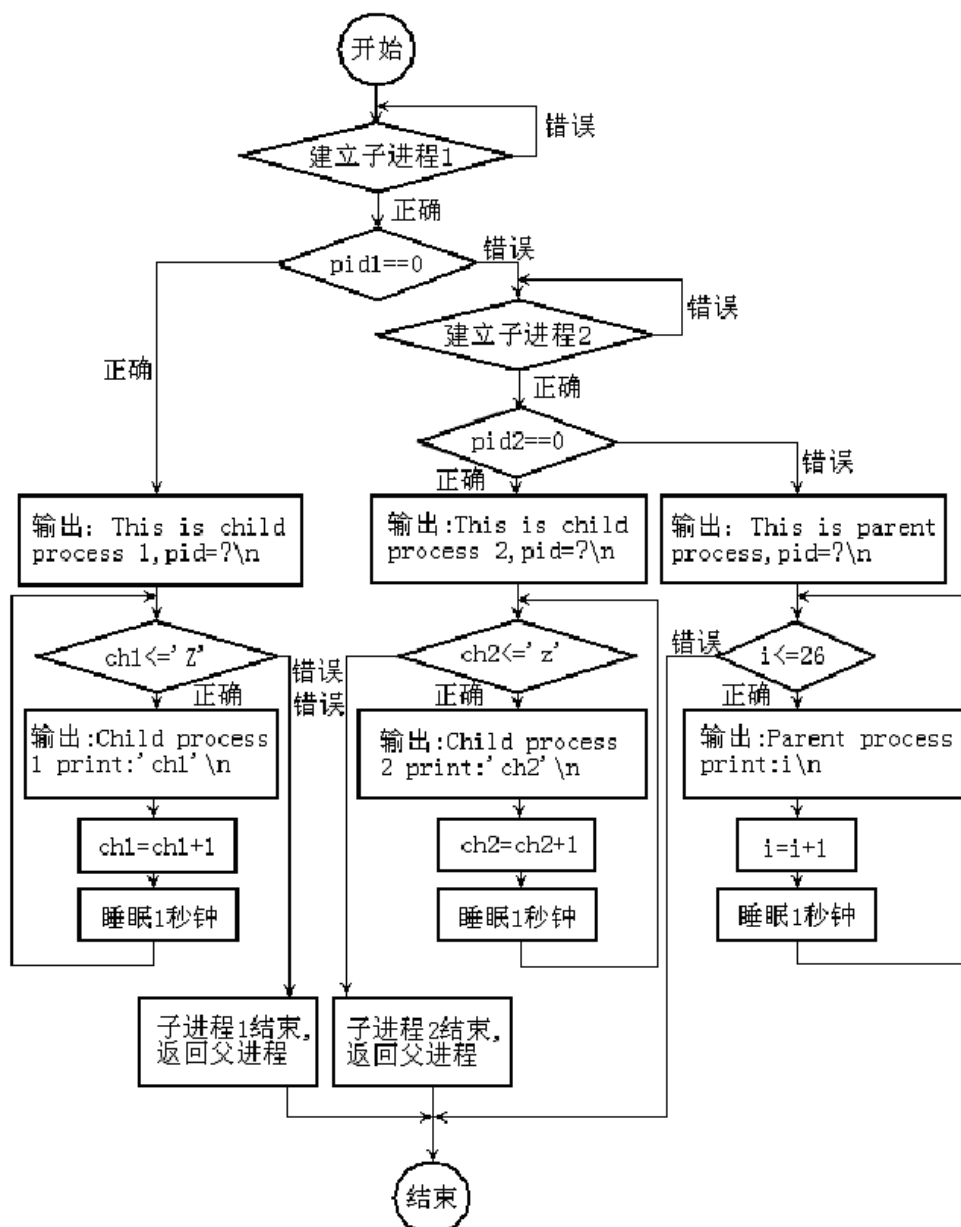 开始
错误
建立子进程1
正确
pid1==0
错误
错误
建立子进程2
正确
正确
pid2==0
正确
错误
输出: This is child
process 1,pid=?\n
输出:This is child
process 2,pid=?\n
输出: This is parent
process,pid=?\n
ch1<='Z'
错误
正确
输出:Child process
1 print:'ch1'\n
ch1=ch1+1
睡眠1秒钟
ch2<='z'
错误
正确
输出:Child process
2 print:'ch2'\n
ch2=ch2+1
睡眠1秒钟
错误
i<=26
正确
输出:Parent process
print:i\n
i=i+1
睡眠1秒钟
子进程1结束,
返回父进程
子进程2结束,
返回父进程
结束